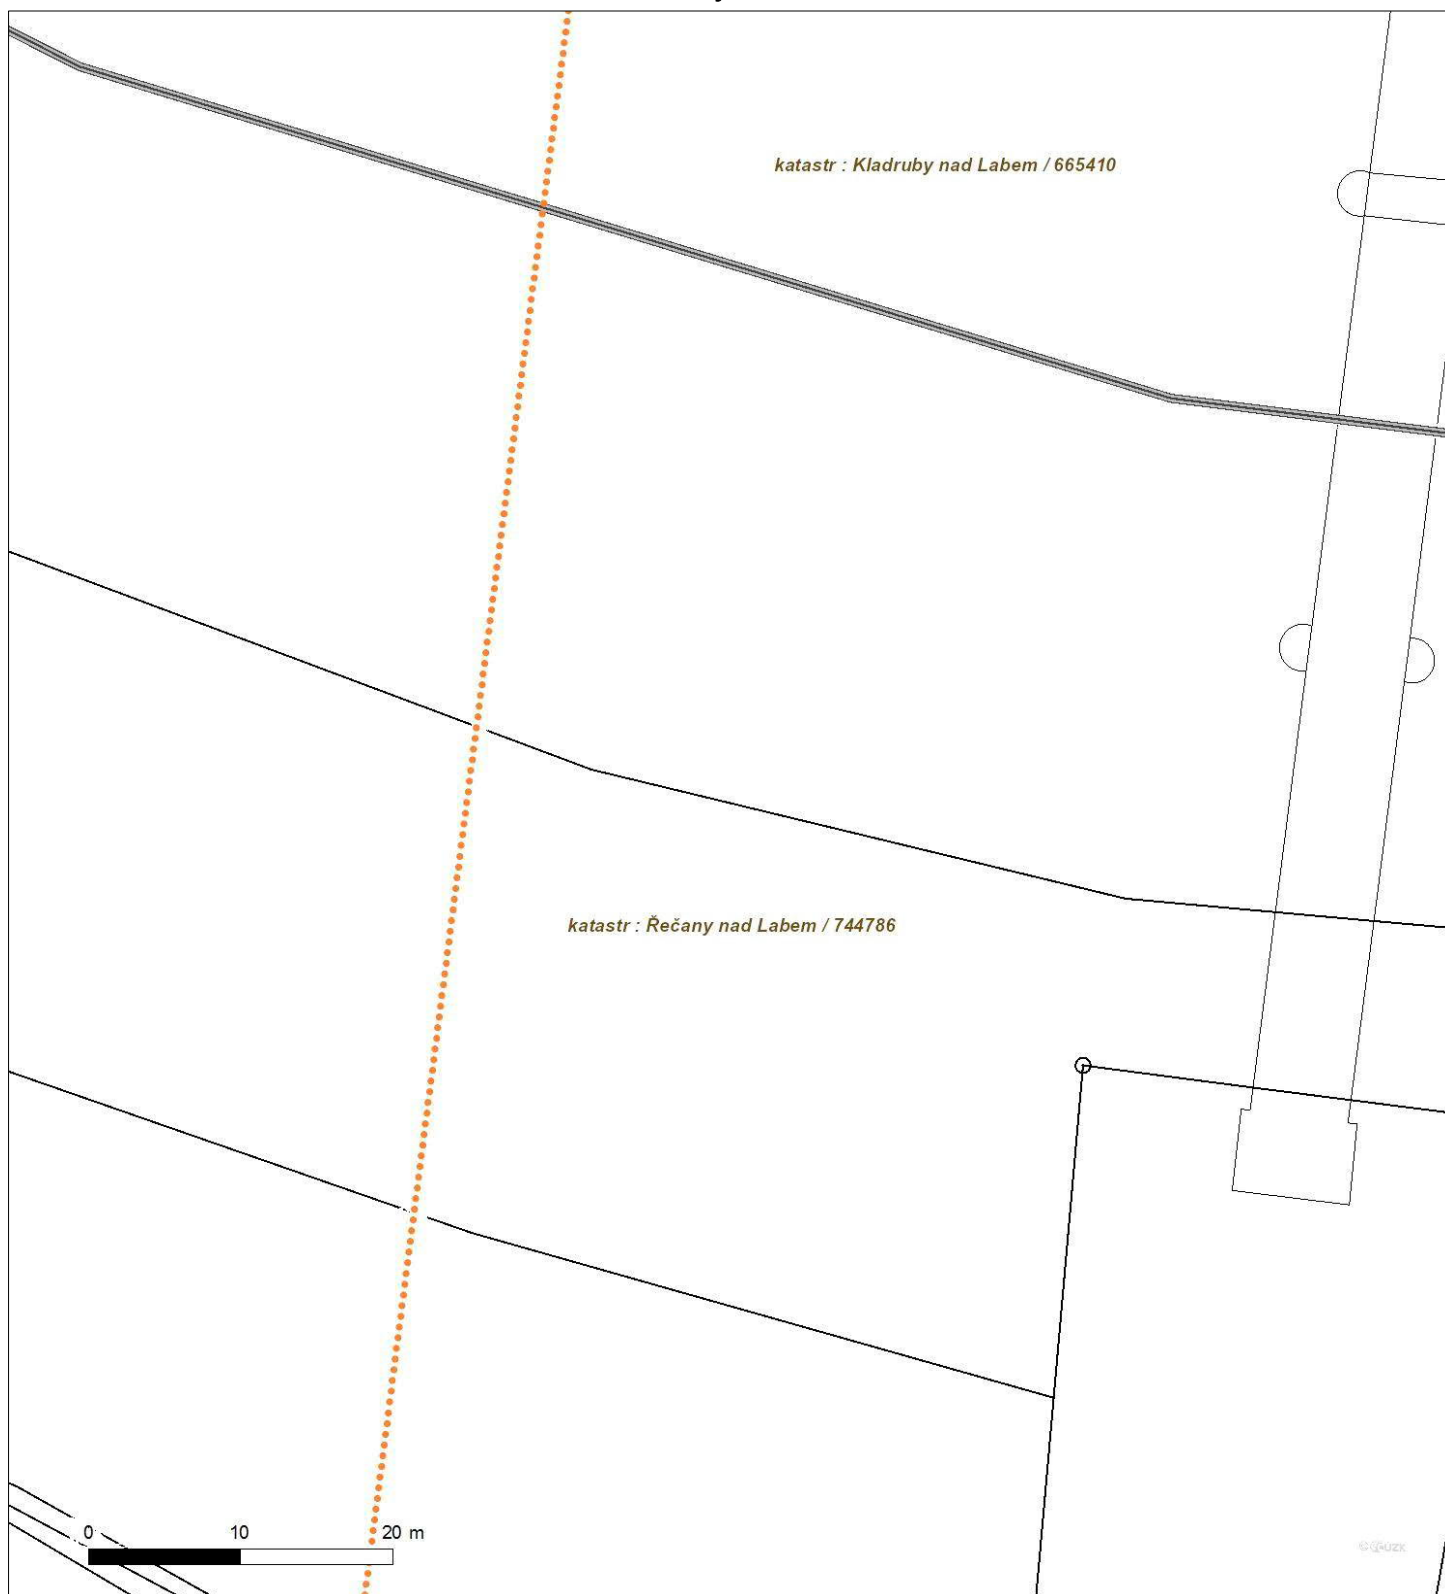 katastr : Kladruby nad Labem / 665410
katastr : Řečany nad Labem / 744786
0 10 20 m